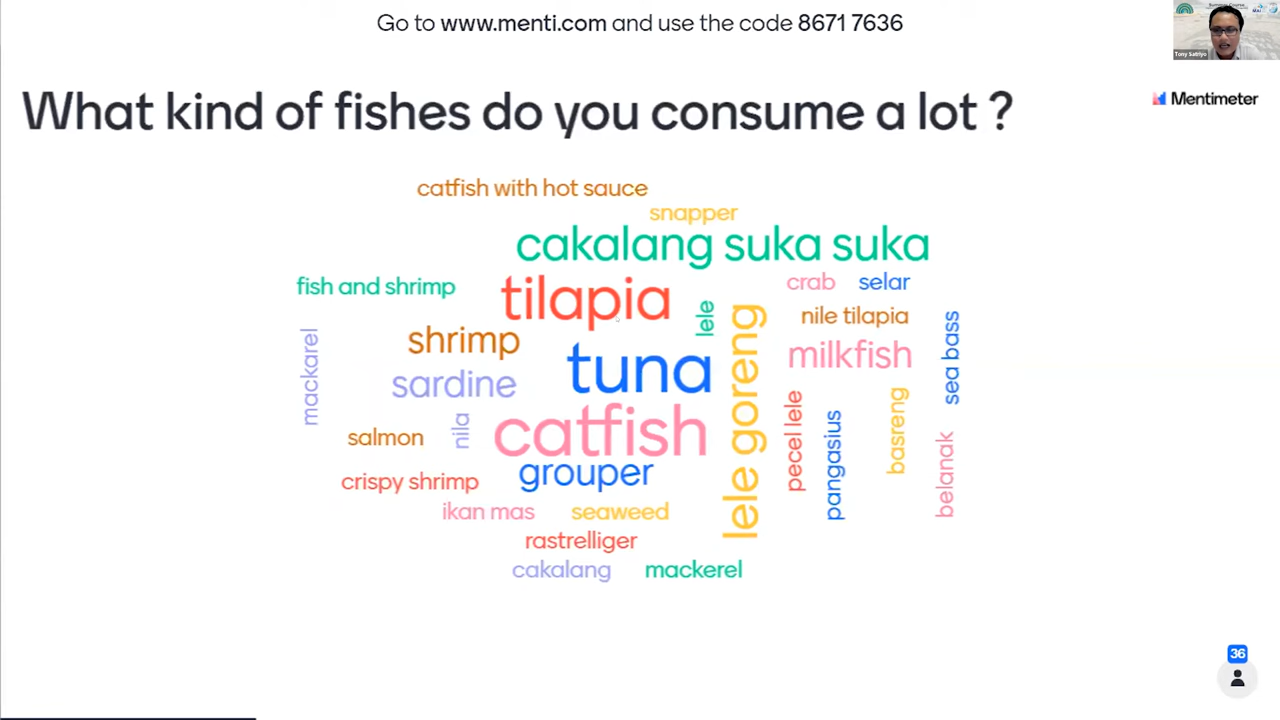 Go to www.menti.com and use the code 8671 7636
Tony Satriyo
What kind of fishes do you consume a lot ?
Mentimeter
catfish with hot sauce
snapper
cakalang suka suka
fish and shrimp
tilapia
lele
crab
selar
nile tilapia
shrimp
mackarel
tuna
lele goreng
milkfish
sea bass
sardine
catfish
salmon
nila
pecel lele
pangasius
basreng
belanak
grouper
crispy shrimp
ikan mas
seaweed
rastrelliger
cakalang
mackerel
36